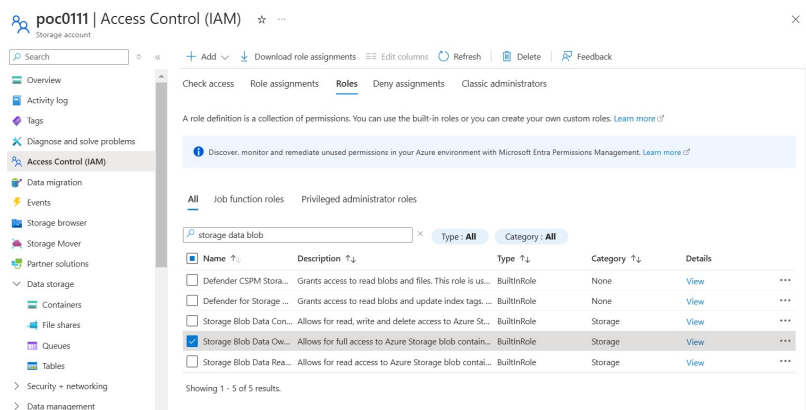 poc0111 | Access Control (IAM) ☆ ···
Storage account
Search
Overview
Activity log
Tags
Diagnose and solve problems
Access Control (IAM)
Data migration
Events
Storage browser
Storage Mover
Partner solutions
Data storage
Containers
File shares
Queues
Tables
Security + networking
Data management
+ Add Download role assignments Edit columns Refresh Delete Feedback
Check access Role assignments Roles Deny assignments Classic administrators
A role definition is a collection of permissions. You can use the built-in roles or you can create your own custom roles. Learn more
Discover, monitor and remediate unused permissions in your Azure environment with Microsoft Entra Permissions Management. Learn more
All Job function roles Privileged administrator roles
storage data blob × Type : All Category : All
Name ↑↓ Description ↑↓ Type ↑↓ Category ↑↓ Details
Defender CSPM Stora... Grants access to read blobs and files. This role is us... BuiltInRole None View ···
Defender for Storage ... Grants access to read blobs and update index tags. ... BuiltInRole None View ···
Storage Blob Data Con... Allows for read, write and delete access to Azure St... BuiltInRole Storage View ···
Storage Blob Data Ow... Allows for full access to Azure Storage blob contain... BuiltInRole Storage View ···
Storage Blob Data Rea... Allows for read access to Azure Storage blob contai... BuiltInRole Storage View ···
Showing 1 - 5 of 5 results.